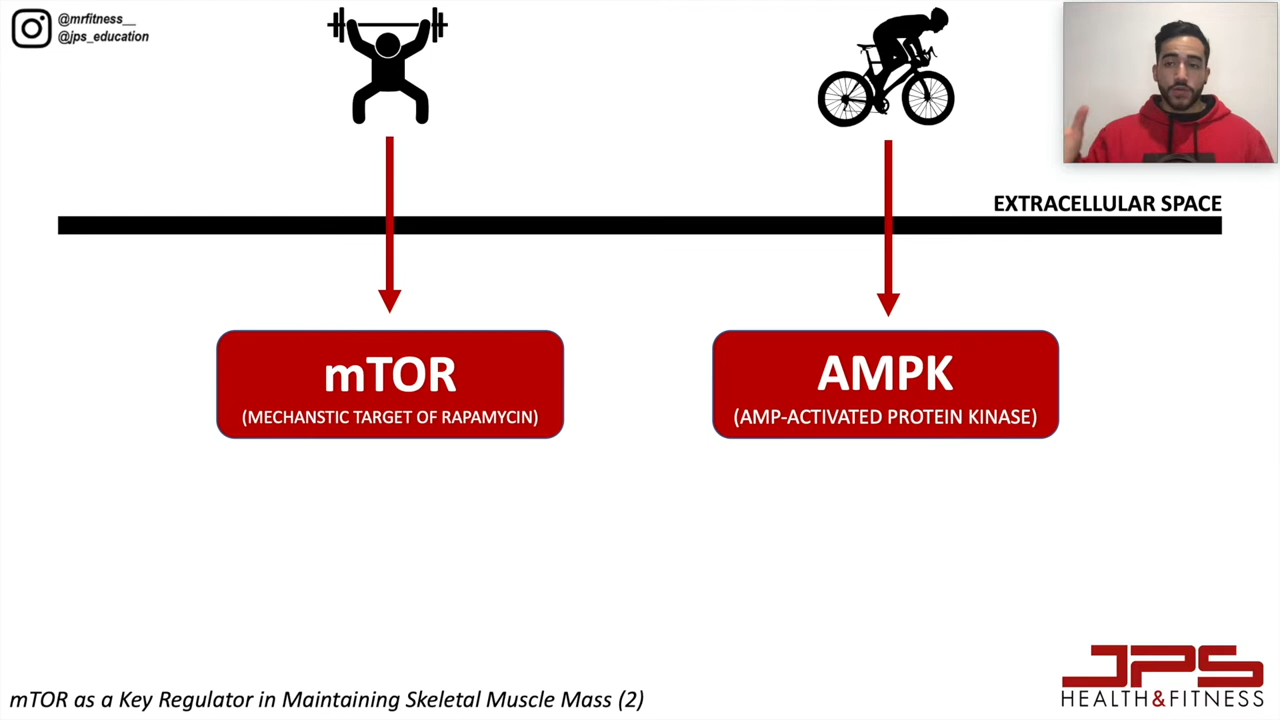 @mrfitness__
@jps_education
EXTRACELLULAR SPACE
mTOR
(MECHANSTIC TARGET OF RAPAMYCIN)
AMPK
(AMP-ACTIVATED PROTEIN KINASE)
mTOR as a Key Regulator in Maintaining Skeletal Muscle Mass (2)
JPS
HEALTH&FITNESS